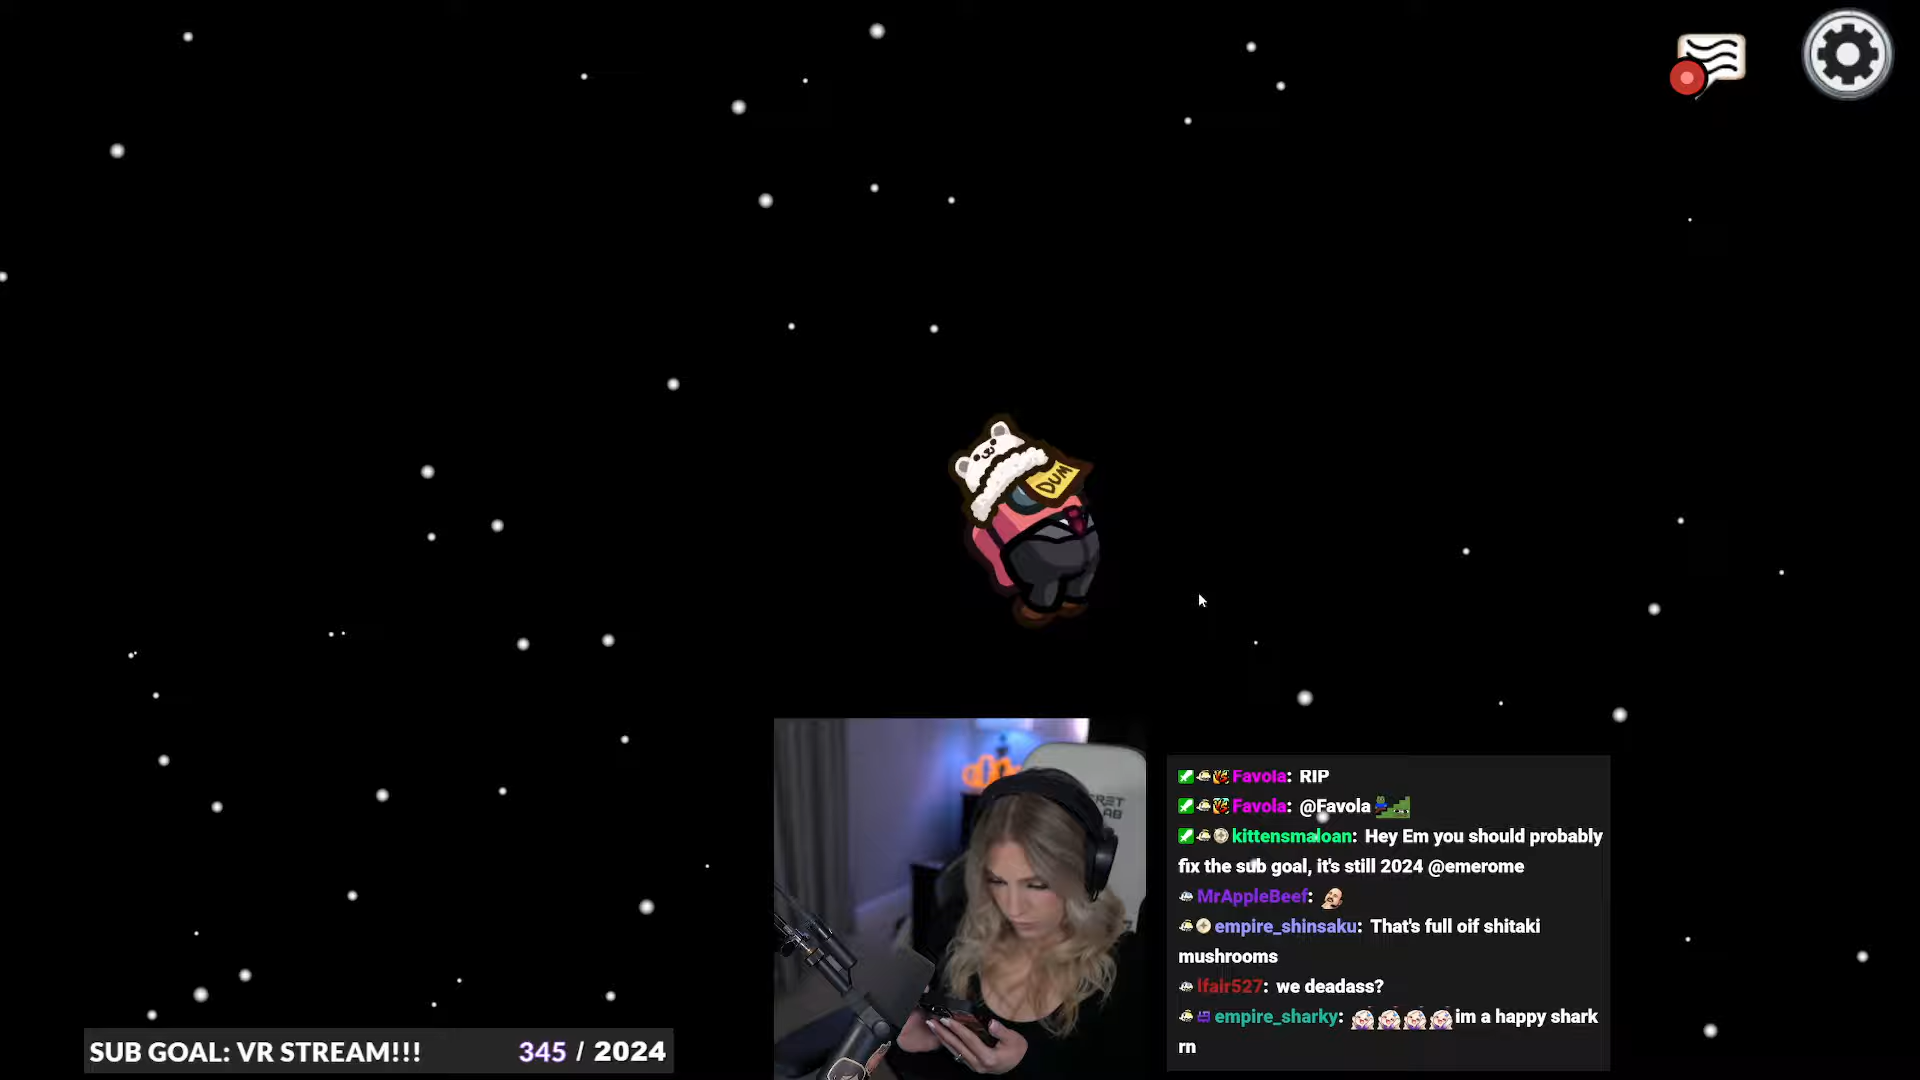 DUM
RET
AB
Favola: RIP
Favola: @Favola
kittensmaloan: Hey Em you should probably
fix the sub goal, it's still 2024 @emerome
MrAppleBeef:
empire_shinsaku: That's full oif shitaki
mushrooms
lfair527: we deadass?
empire_sharky: im a happy shark
rn
SUB GOAL: VR STREAM!!! 345 / 2024